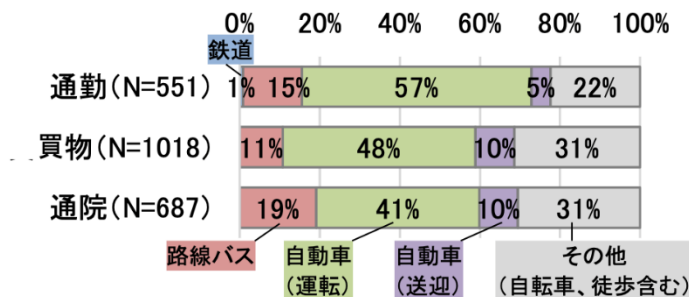 0% 20% 40% 60% 80% 100%
鉄道
通勤(N=551) 1% 15% 57% 5% 22%
買物(N=1018) 11% 48% 10% 31%
通院(N=687) 19% 41% 10% 31%
路線バス 自動車 自動車 その他
(運転) (送迎) (自転車、徒歩含む)